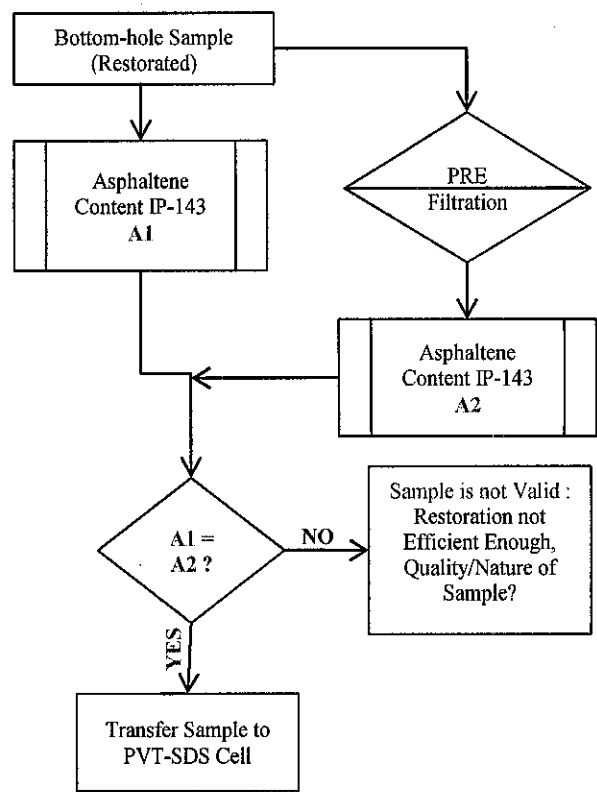 Bottom-hole Sample
(Restorated)
Asphaltene
Content IP-143
A1
PRE
Filtration
Asphaltene
Content IP-143
A2
A1 =
A2 ?
NO
Sample is not Valid :
Restoration not
Efficient Enough,
Quality/Nature of
Sample?
YES
Transfer Sample to
PVT-SDS Cell